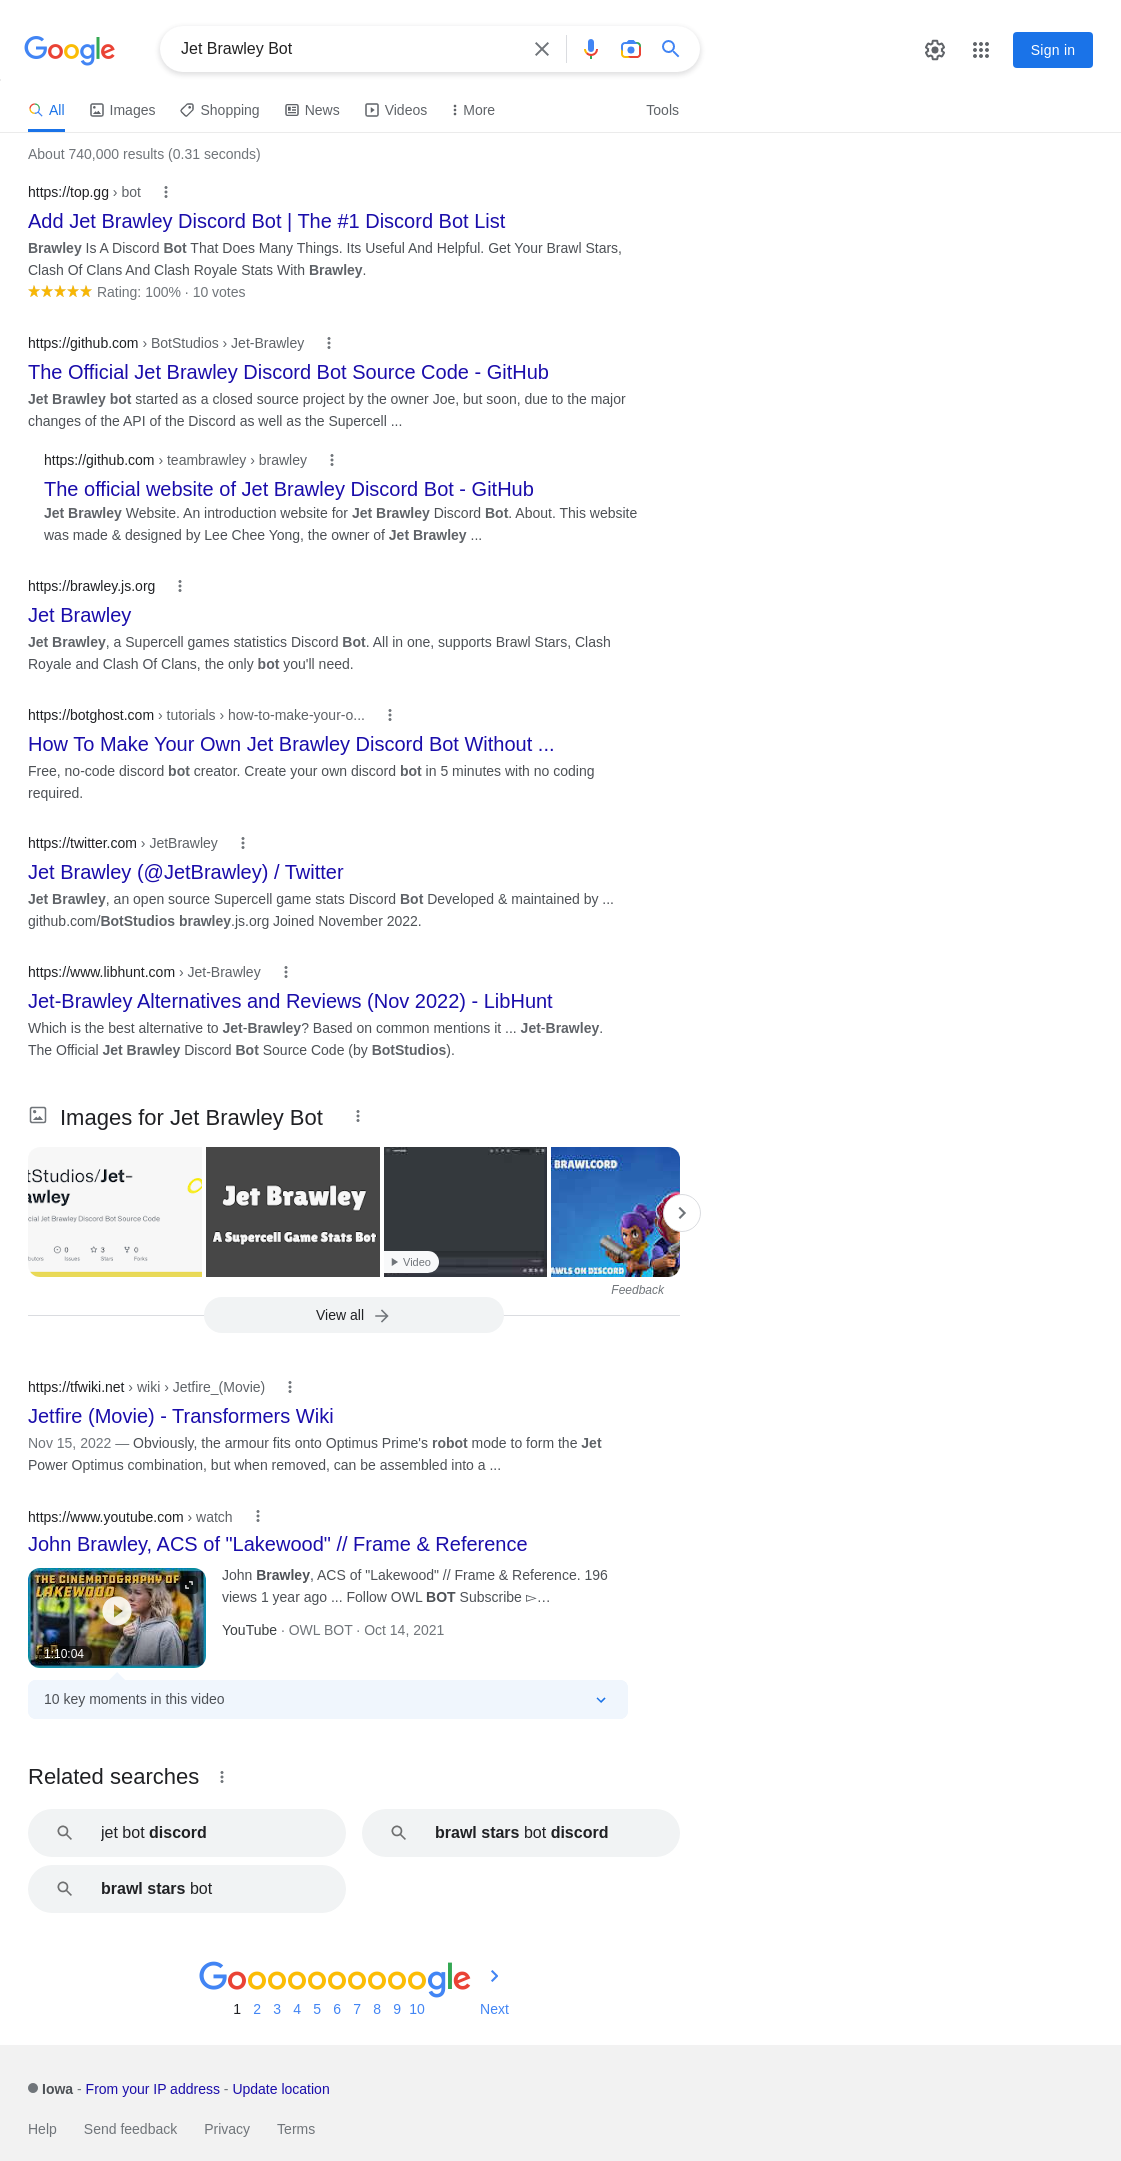 Google
Jet Brawley Bot
Sign in
All Images Shopping News Videos More Tools
About 740,000 results (0.31 seconds)
https://top.gg › bot
Add Jet Brawley Discord Bot | The #1 Discord Bot List
Brawley Is A Discord Bot That Does Many Things. Its Useful And Helpful. Get Your Brawl Stars,
Clash Of Clans And Clash Royale Stats With Brawley.
Rating: 100% · 10 votes
https://github.com › BotStudios › Jet-Brawley
The Official Jet Brawley Discord Bot Source Code - GitHub
Jet Brawley bot started as a closed source project by the owner Joe, but soon, due to the major
changes of the API of the Discord as well as the Supercell ...
https://github.com › teambrawley › brawley
The official website of Jet Brawley Discord Bot - GitHub
Jet Brawley Website. An introduction website for Jet Brawley Discord Bot. About. This website
was made & designed by Lee Chee Yong, the owner of Jet Brawley ...
https://brawley.js.org
Jet Brawley
Jet Brawley, a Supercell games statistics Discord Bot. All in one, supports Brawl Stars, Clash
Royale and Clash Of Clans, the only bot you'll need.
https://botghost.com › tutorials › how-to-make-your-o...
How To Make Your Own Jet Brawley Discord Bot Without ...
Free, no-code discord bot creator. Create your own discord bot in 5 minutes with no coding
required.
https://twitter.com › JetBrawley
Jet Brawley (@JetBrawley) / Twitter
Jet Brawley, an open source Supercell game stats Discord Bot Developed & maintained by ...
github.com/BotStudios brawley.js.org Joined November 2022.
https://www.libhunt.com › Jet-Brawley
Jet-Brawley Alternatives and Reviews (Nov 2022) - LibHunt
Which is the best alternative to Jet-Brawley? Based on common mentions it ... Jet-Brawley.
The Official Jet Brawley Discord Bot Source Code (by BotStudios).
Images for Jet Brawley Bot
tStudios/Jet-
awley
cial Jet Brawley Discord Bot Source Code
0 3 0
Issues Stars Forks
Jet Brawley
A Supercell Game Stats Bot
Video
BRAWLCORD
AWLS ON DISCORD
Feedback
View all
https://tfwiki.net › wiki › Jetfire_(Movie)
Jetfire (Movie) - Transformers Wiki
Nov 15, 2022 — Obviously, the armour fits onto Optimus Prime's robot mode to form the Jet
Power Optimus combination, but when removed, can be assembled into a ...
https://www.youtube.com › watch
John Brawley, ACS of "Lakewood" // Frame & Reference
THE CINEMATOGRAPHY OF
LAKEWOOD
1:10:04
John Brawley, ACS of "Lakewood" // Frame & Reference. 196
views 1 year ago ... Follow OWL BOT Subscribe ▻…
YouTube · OWL BOT · Oct 14, 2021
10 key moments in this video
Related searches
jet bot discord
brawl stars bot discord
brawl stars bot
Goooooooooogle
1 2 3 4 5 6 7 8 9 10 Next
Iowa - From your IP address - Update location
Help Send feedback Privacy Terms